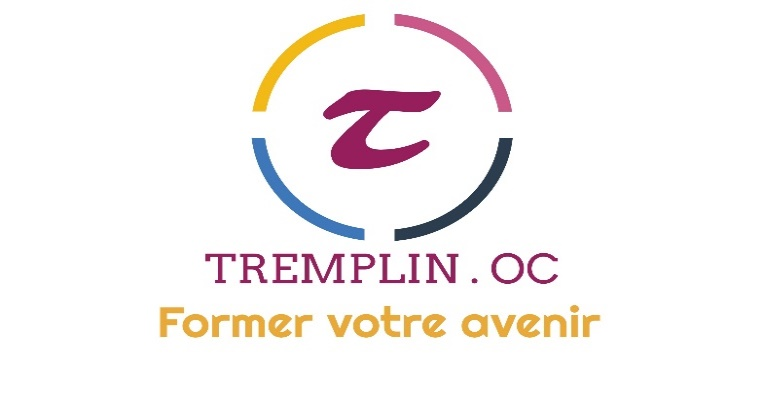 τ
TREMPLIN . OC
Former votre avenir